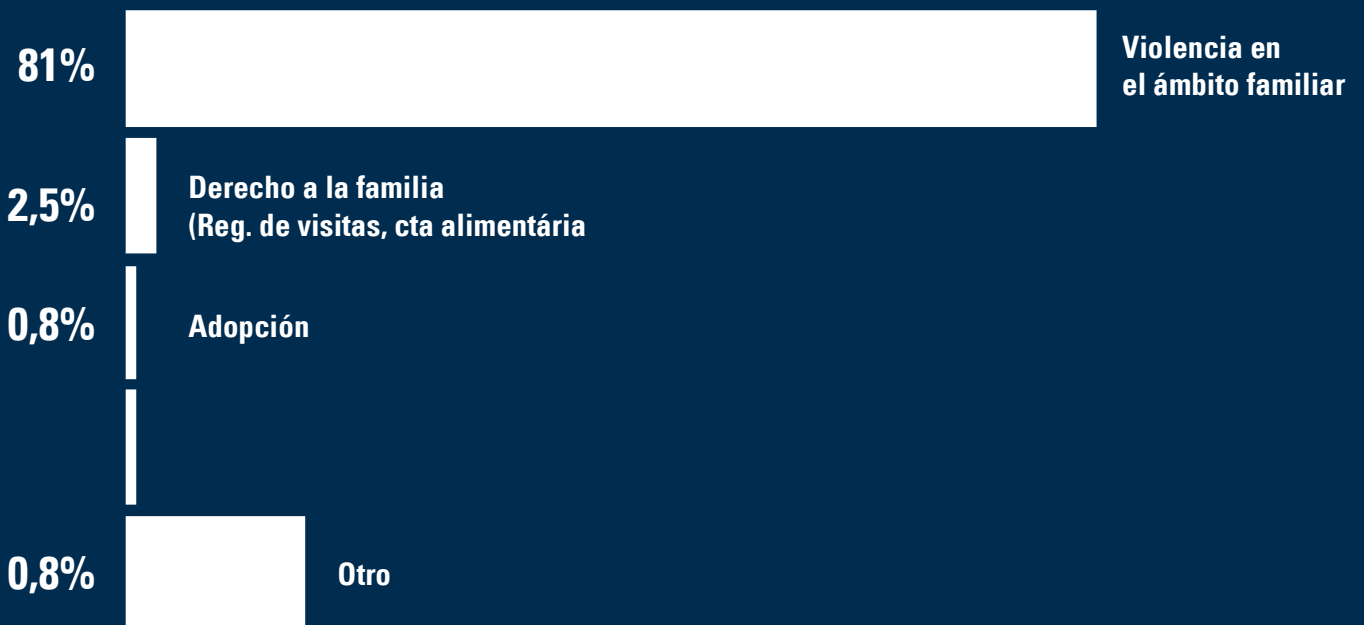 81%
Violencia en
el ámbito familiar
2,5%
Derecho a la familia
(Reg. de visitas, cta alimentária
0,8%
Adopción
0,8%
Otro